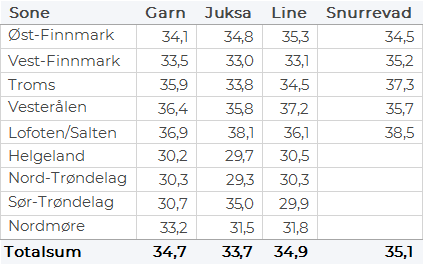 Sone Garn Juksa Line Snurrevad
Øst-Finnmark 34,1 34,8 35,3 34,5
Vest-Finnmark 33,5 33,0 33,1 35,2
Troms 35,9 33,8 34,5 37,3
Vesterålen 36,4 35,8 37,2 35,7
Lofoten/Salten 36,9 38,1 36,1 38,5
Helgeland 30,2 29,7 30,5
Nord-Trøndelag 30,3 29,3 30,3
Sør-Trøndelag 30,7 35,0 29,9
Nordmøre 33,2 31,5 31,8
Totalsum 34,7 33,7 34,9 35,1